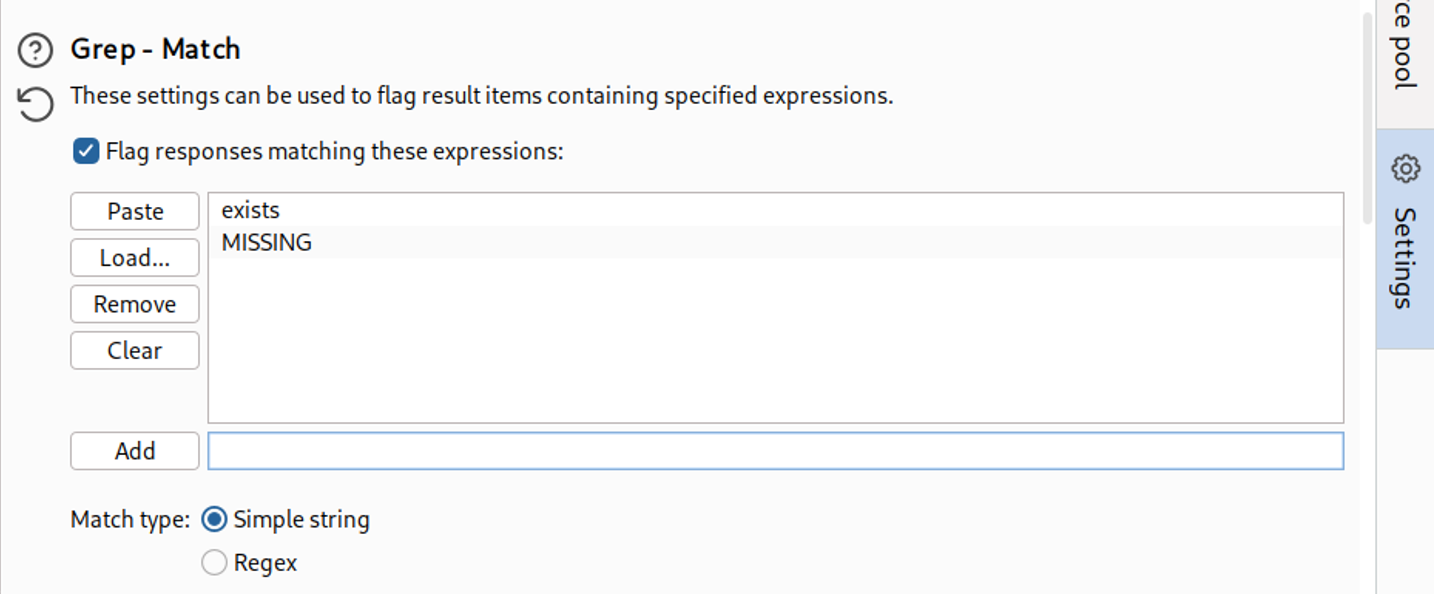 Grep - Match
These settings can be used to flag result items containing specified expressions.
Flag responses matching these expressions:
Paste
exists
Load...
MISSING
Remove
Clear
Add
Match type:
Simple string
Regex
pool
Settings